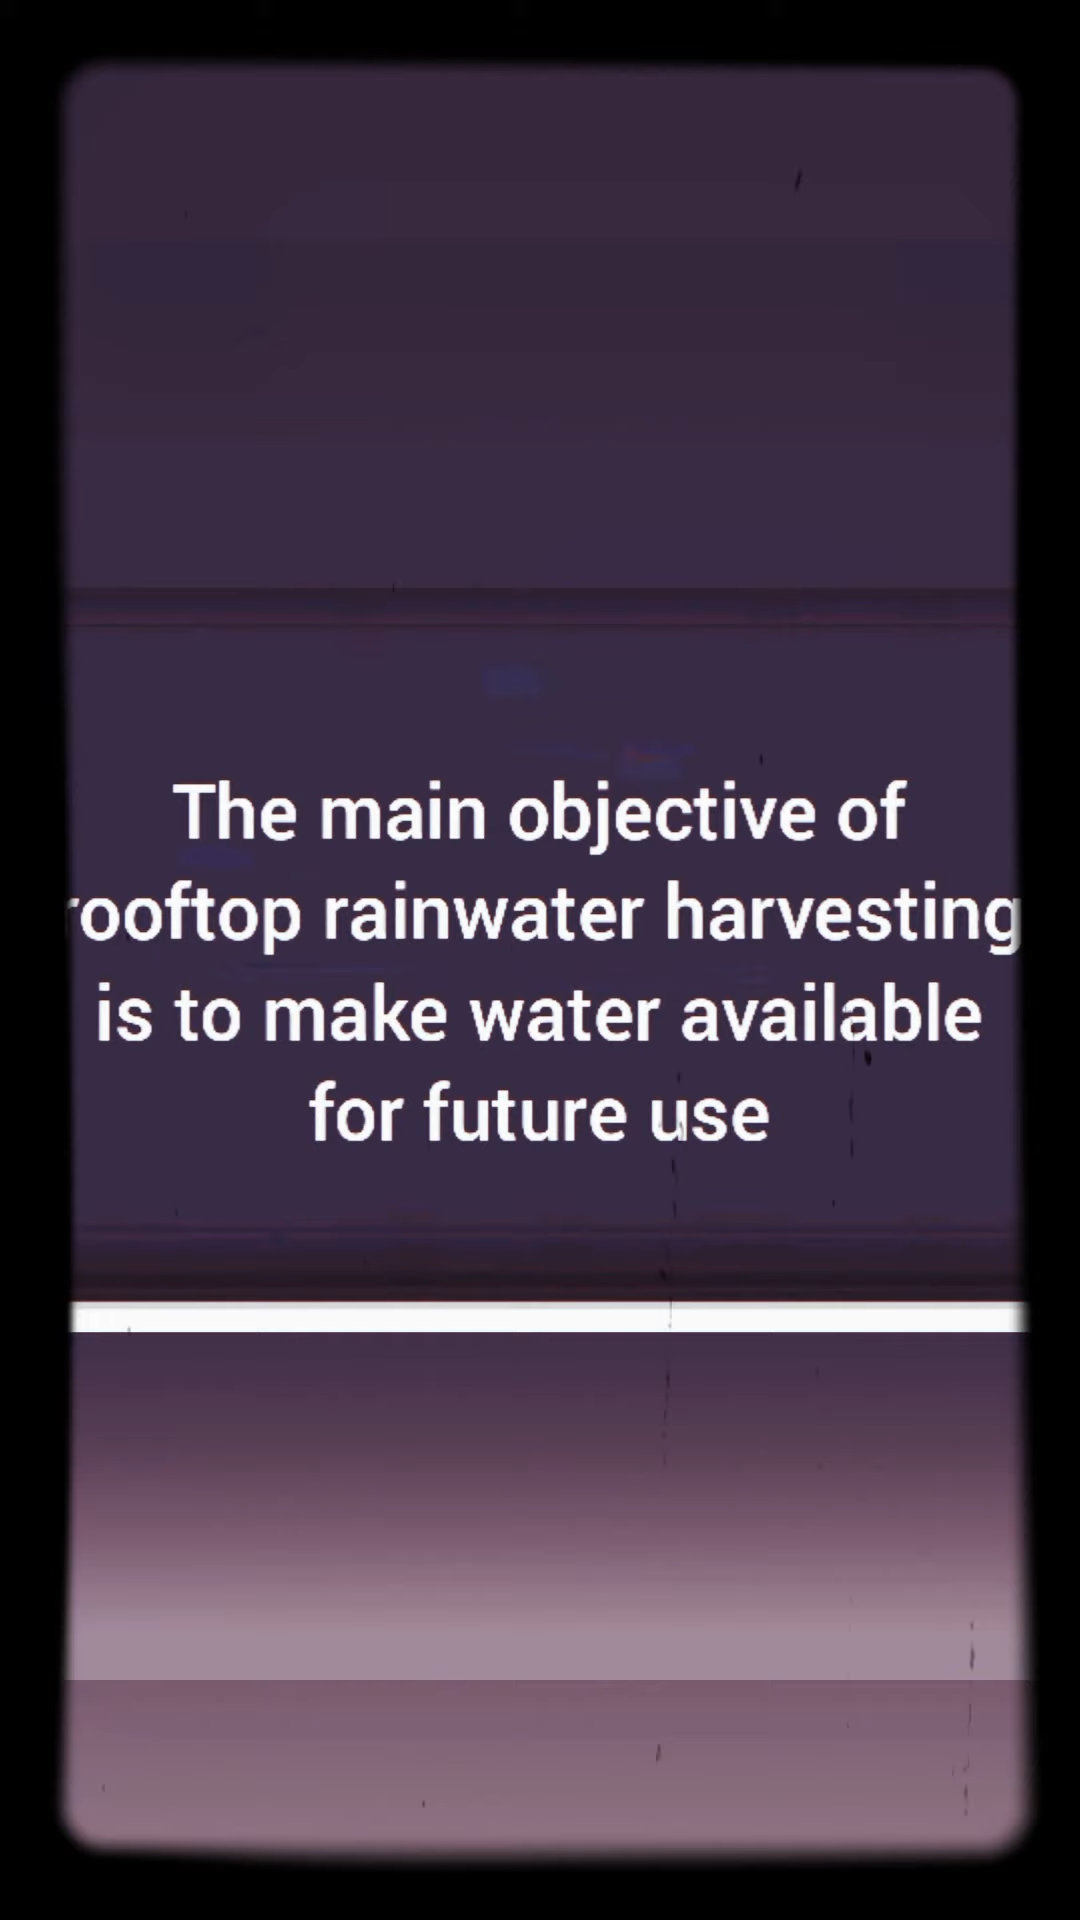 The main objective of
rooftop rainwater harvesting
is to make water available
for future use